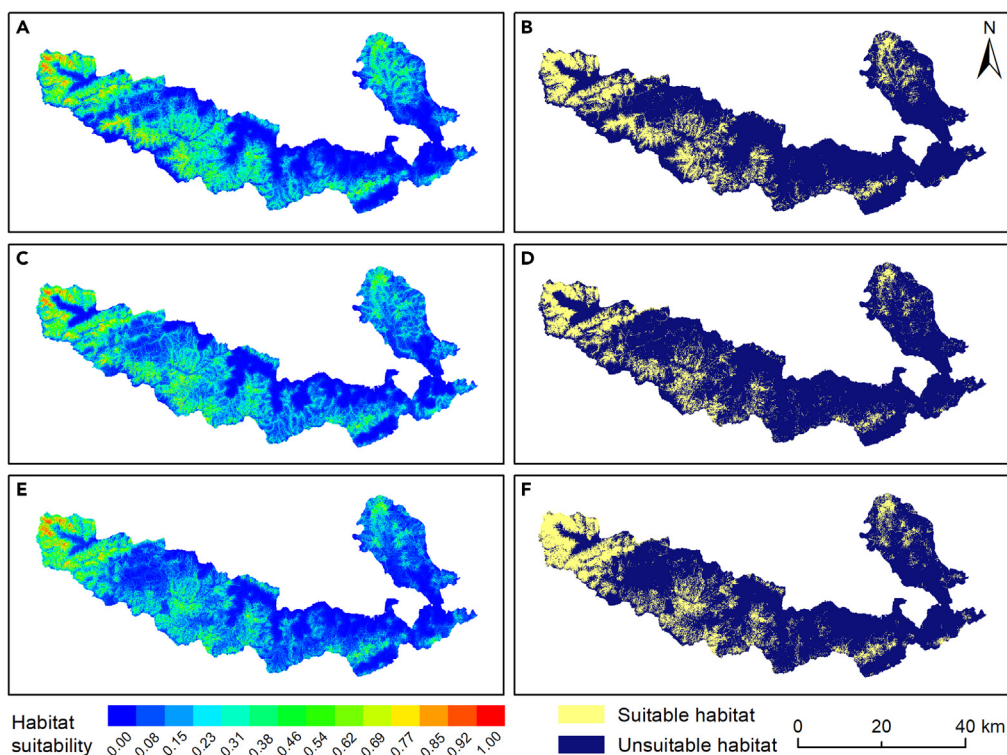 A
B
N
C
D
E
F
Habitat
suitability
0.00 0.08 0.15 0.23 0.31 0.38 0.46 0.54 0.62 0.69 0.77 0.85 0.92 1.00
Suitable habitat
Unsuitable habitat
0 20 40 km